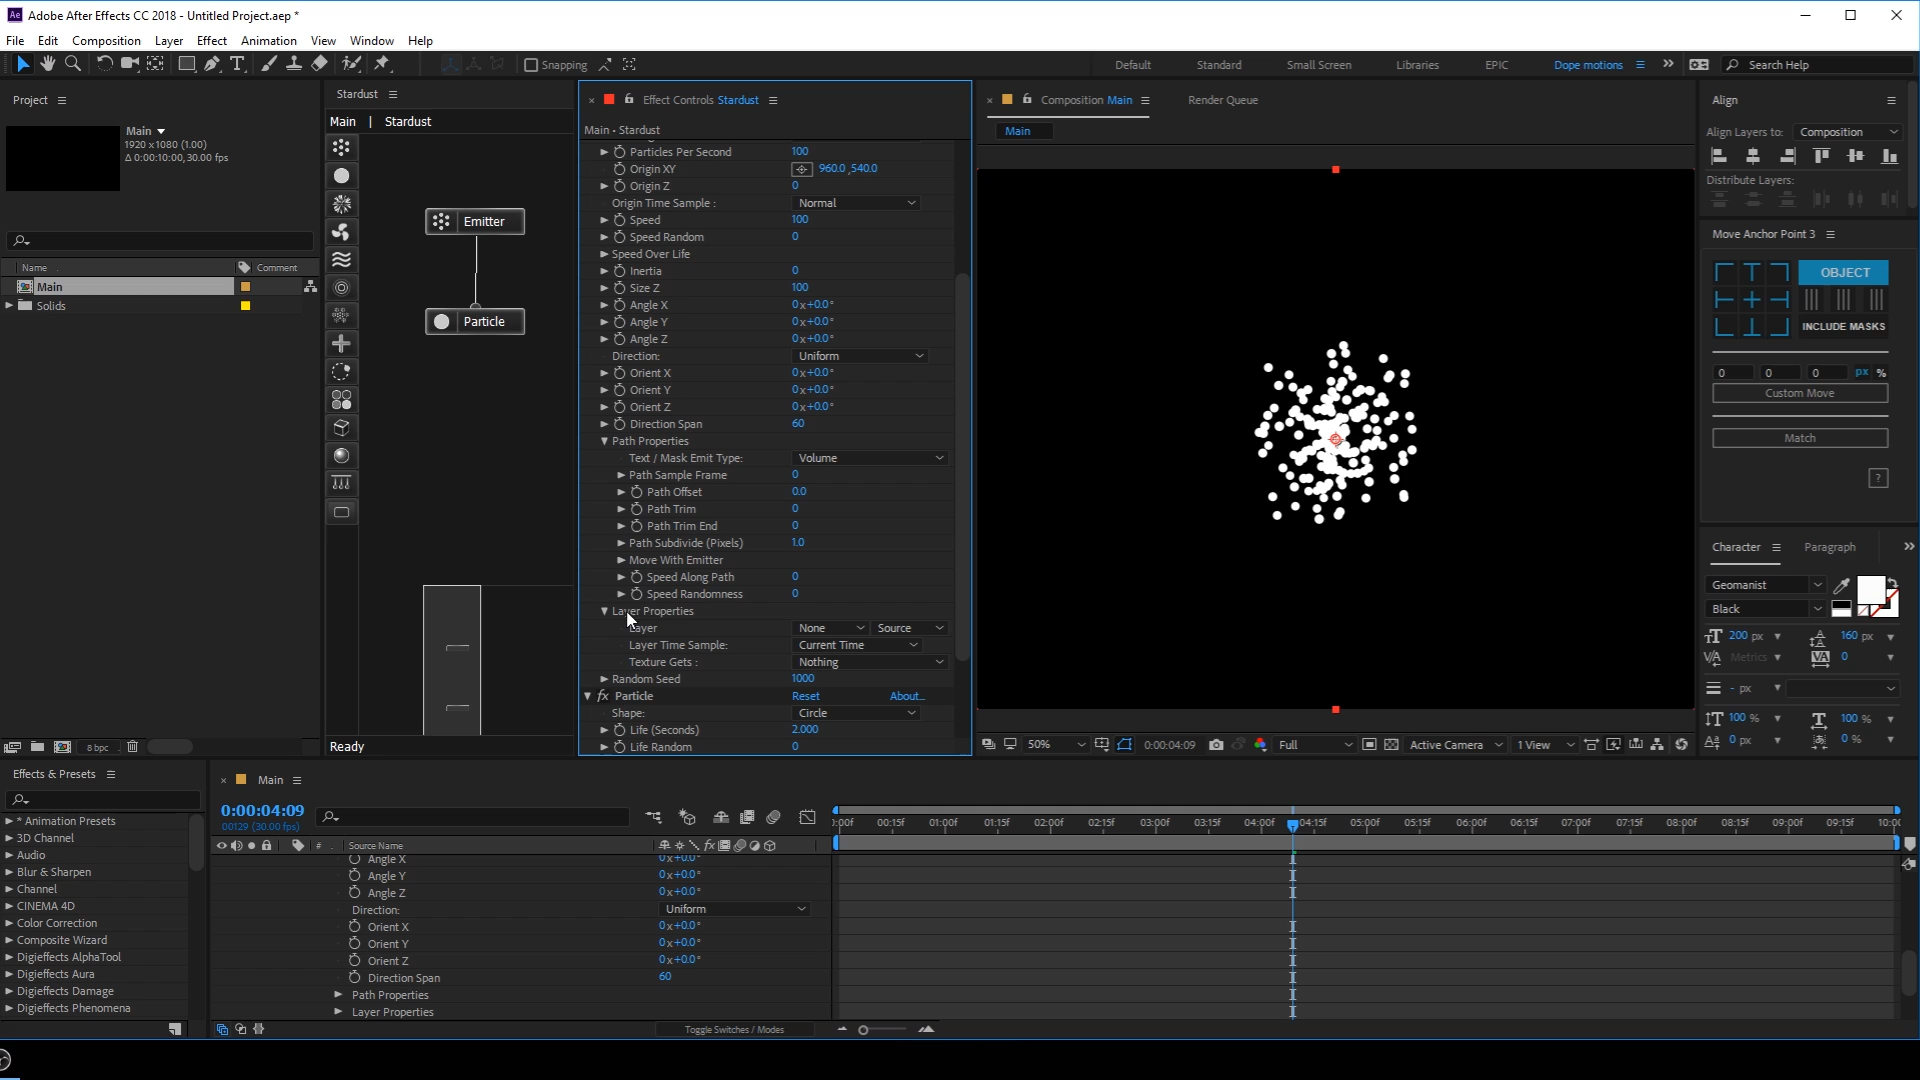 Adobe After Effects CC 2018 - Untitled Project.aep *
File Edit Composition Layer Effect Animation View Window Help
Snapping
Default Standard Small Screen Libraries EPIC Dope motions Search Help
Project
Main
1920 x 1080 (1.00)
Δ 0:00:10:00, 30.00 fps
Name Comment
Main
Solids
8 bpc
Stardust
Main | Stardust
Emitter
Particle
Ready
Effect Controls Stardust
Main • Stardust
Particles Per Second 100
Origin XY 960.0 ,540.0
Origin Z 0
Origin Time Sample : Normal
Speed 100
Speed Random 0
Speed Over Life
Inertia 0
Size Z 100
Angle X 0x+0.0°
Angle Y 0x+0.0°
Angle Z 0x+0.0°
Direction: Uniform
Orient X 0x+0.0°
Orient Y 0x+0.0°
Orient Z 0x+0.0°
Direction Span 60
Path Properties
Text / Mask Emit Type: Volume
Path Sample Frame 0
Path Offset 0.0
Path Trim 0
Path Trim End 0
Path Subdivide (Pixels) 1.0
Move With Emitter
Speed Along Path 0
Speed Randomness 0
Layer Properties
Layer None Source
Layer Time Sample: Current Time
Texture Gets : Nothing
Random Seed 1000
fx Particle Reset About...
Shape: Circle
Life (Seconds) 2.000
Life Random 0
Composition Main Render Queue
Main
50% 0:00:04:09 Full Active Camera 1 View
Align
Align Layers to: Composition
Distribute Layers:
Move Anchor Point 3
OBJECT
INCLUDE MASKS
0 0 0 px %
Custom Move
Match
?
Character Paragraph
Geomanist
Black
200 px 160 px
Metrics 0
- px
100 % 100 %
0 px 0 %
Effects & Presets
* Animation Presets
3D Channel
Audio
Blur & Sharpen
Channel
CINEMA 4D
Color Correction
Composite Wizard
Digieffects AlphaTool
Digieffects Aura
Digieffects Damage
Digieffects Phenomena
Main
0:00:04:09
00129 (30.00 fps)
# Source Name
Angle X 0x+0.0°
Angle Y 0x+0.0°
Angle Z 0x+0.0°
Direction: Uniform
Orient X 0x+0.0°
Orient Y 0x+0.0°
Orient Z 0x+0.0°
Direction Span 60
Path Properties
Layer Properties
Toggle Switches / Modes
):00f 00:15f 01:00f 01:15f 02:00f 02:15f 03:00f 03:15f 04:00f 04:15f 05:00f 05:15f 06:00f 06:15f 07:00f 07:15f 08:00f 08:15f 09:00f 09:15f 10:00